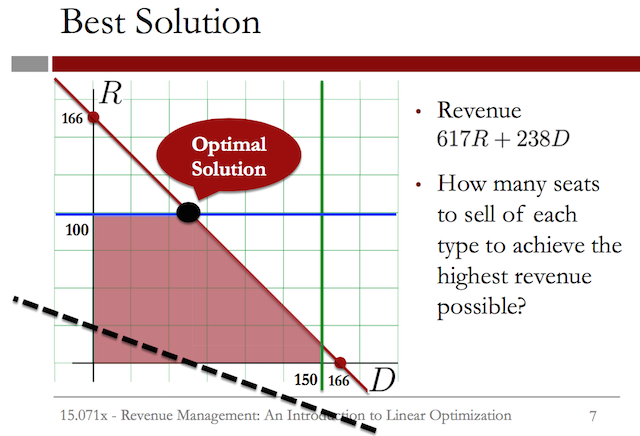 Best Solution
R
166
Optimal
Solution
100
150
166
D
• Revenue
617R + 238D
• How many seats
to sell of each
type to achieve the
highest revenue
possible?
15.071x - Revenue Management: An Introduction to Linear Optimization
7